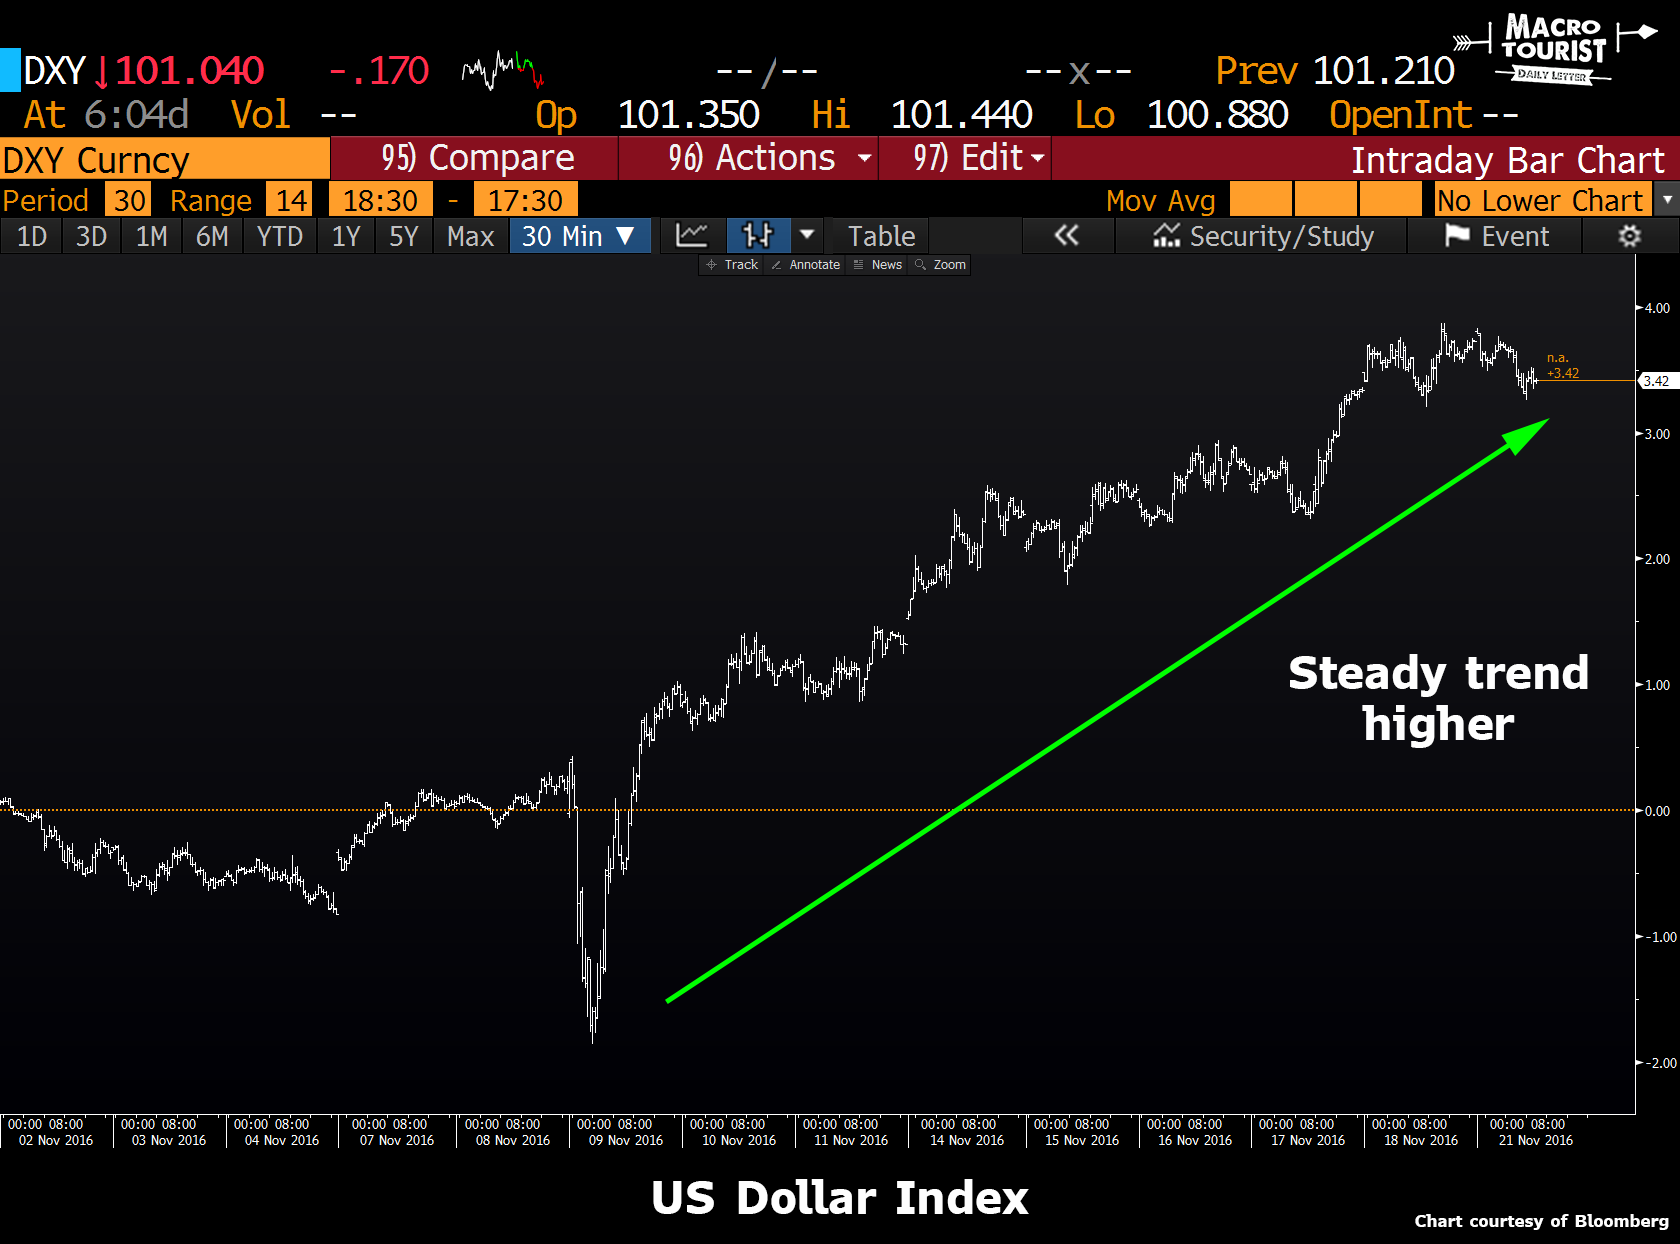 MACRO
TOURIST
DAILY LETTER
DXY ↓101.040 -.170 --/-- --x-- Prev 101.210
At 6:04d Vol -- Op 101.350 Hi 101.440 Lo 100.880 OpenInt --
DXY Curncy 95) Compare 96) Actions 97) Edit Intraday Bar Chart
Period 30 Range 14 18:30 - 17:30 Mov Avg No Lower Chart
1D 3D 1M 6M YTD 1Y 5Y Max 30 Min ▼ Table « Security/Study Event
Track Annotate News Zoom
4.00
n.a.
+3.42
3.42
3.00
2.00
Steady trend
higher
1.00
0.00
-1.00
-2.00
00:00 08:00 00:00 08:00 00:00 08:00 00:00 08:00 00:00 08:00 00:00 08:00 00:00 08:00 00:00 08:00 00:00 08:00 00:00 08:00 00:00 08:00 00:00 08:00 00:00 08:00 00:00 08:00
02 Nov 2016 03 Nov 2016 04 Nov 2016 07 Nov 2016 08 Nov 2016 09 Nov 2016 10 Nov 2016 11 Nov 2016 14 Nov 2016 15 Nov 2016 16 Nov 2016 17 Nov 2016 18 Nov 2016 21 Nov 2016
US Dollar Index
Chart courtesy of Bloomberg